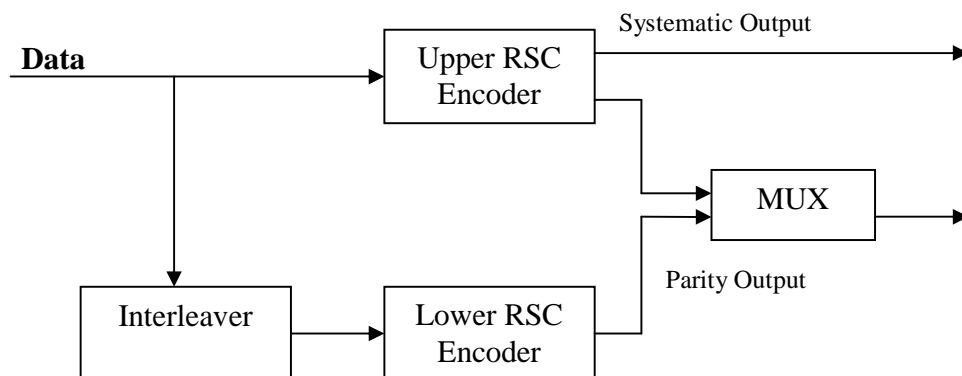 Systematic Output
Data
Upper RSC
Encoder
MUX
Parity Output
Interleaver
Lower RSC
Encoder